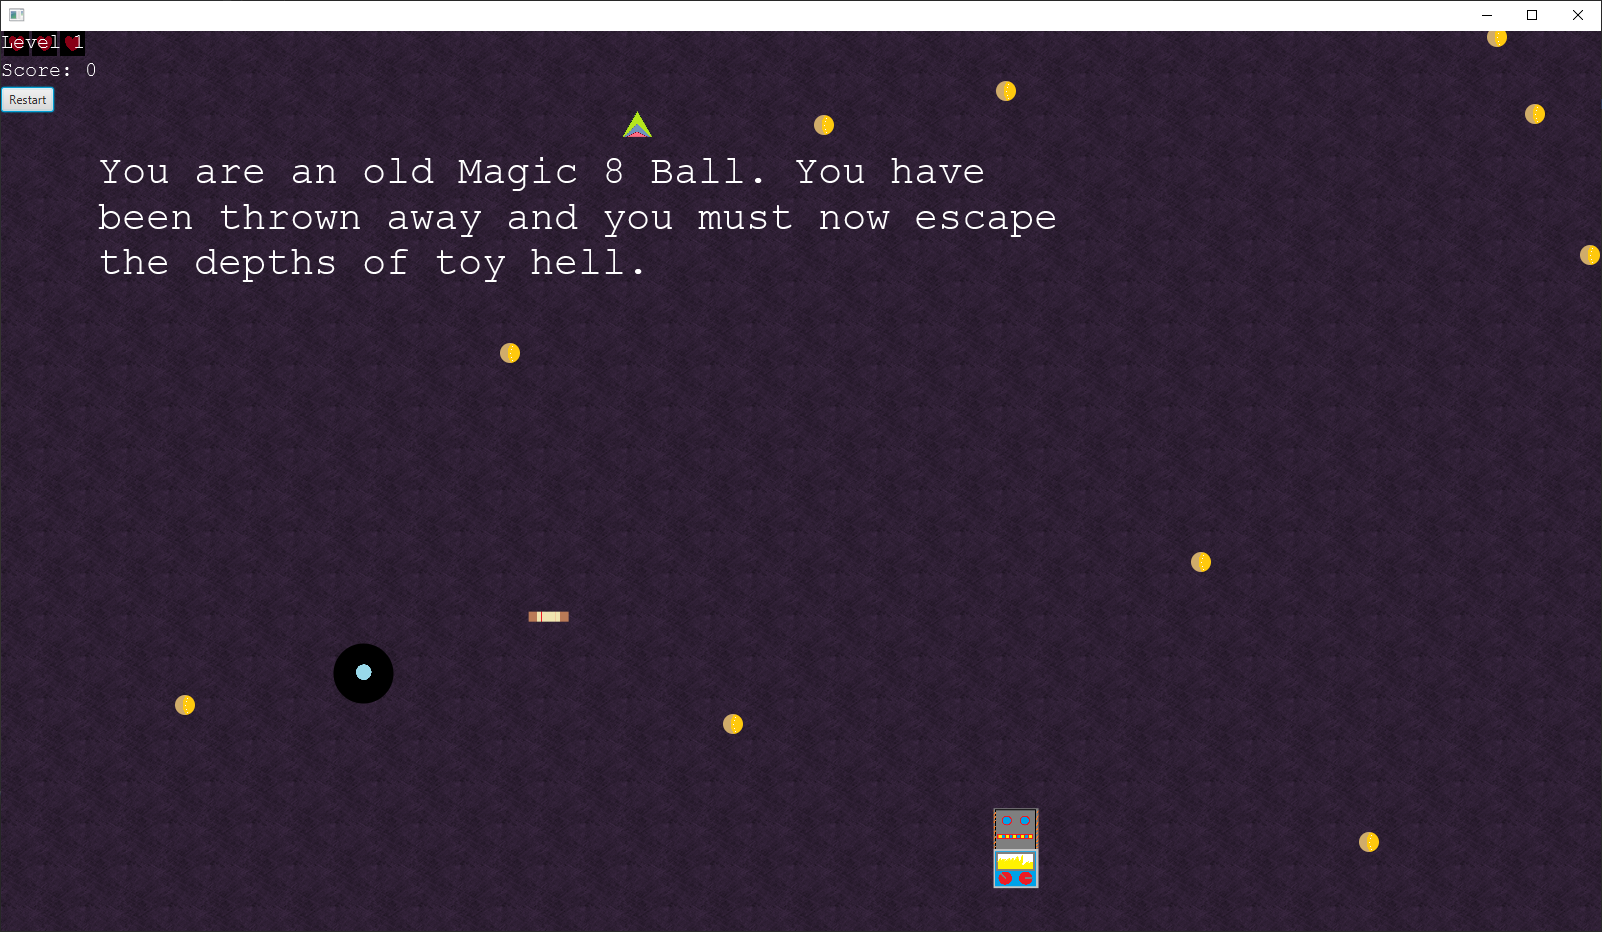 Level 1
Score: 0
Restart
You are an old Magic 8 Ball. You have
been thrown away and you must now escape
the depths of toy hell.